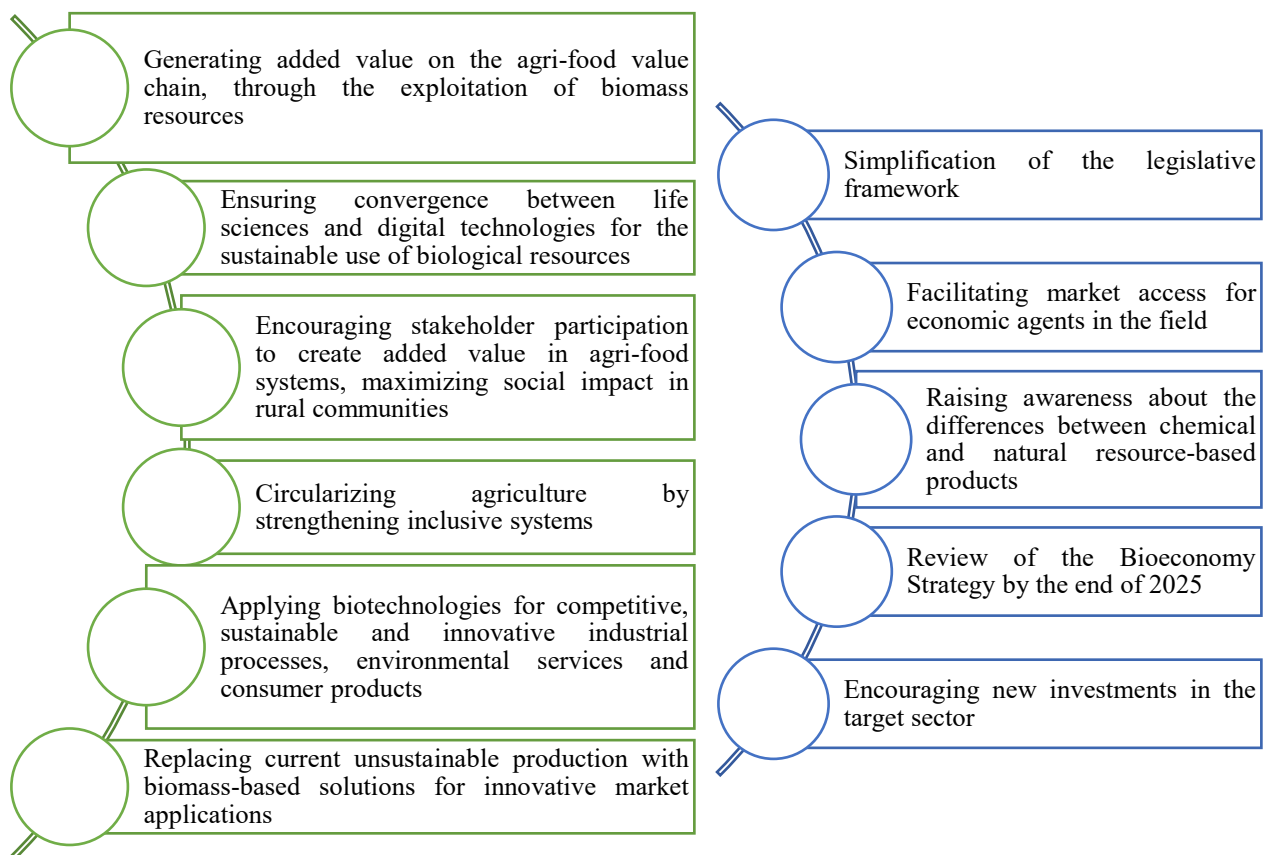 Generating added value on the agri-food value
chain, through the exploitation of biomass
resources
Ensuring convergence between life
sciences and digital technologies for the
sustainable use of biological resources
Encouraging stakeholder participation
to create added value in agri-food
systems, maximizing social impact in
rural communities
Circularizing agriculture by
strengthening inclusive systems
Applying biotechnologies for competitive,
sustainable and innovative industrial
processes, environmental services and
consumer products
Replacing current unsustainable production with
biomass-based solutions for innovative market
applications
Simplification of the legislative
framework
Facilitating market access for
economic agents in the field
Raising awareness about the
differences between chemical
and natural resource-based
products
Review of the Bioeconomy
Strategy by the end of 2025
Encouraging new investments in the
target sector